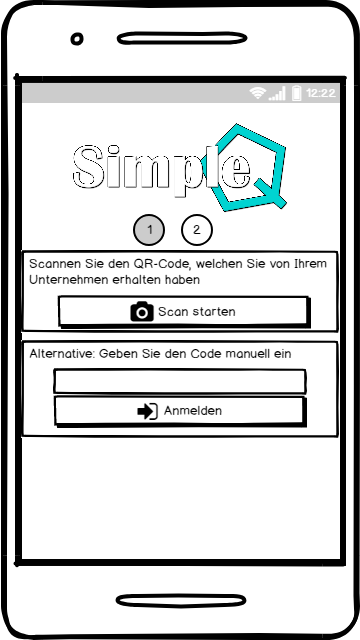 12:22
SimpleQ
1 2
Scannen Sie den QR-Code, welchen Sie von Ihrem
Unternehmen erhalten haben
Scan starten
Alternative: Geben Sie den Code manuell ein
Anmelden